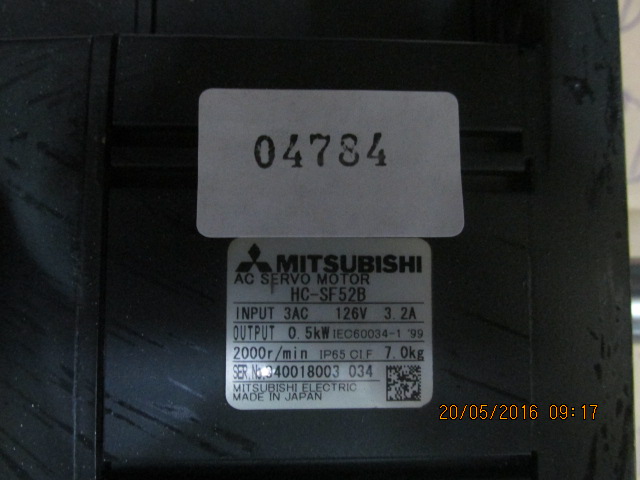 04784
MITSUBISHI
AC SERVO MOTOR
HC-SF52B
INPUT 3AC 126V 3.2A
OUTPUT 0.5kW IEC60034-1 '99
2000r/min IP65 Cl.F 7.0kg
SER.No. 340018003 034
MITSUBISHI ELECTRIC
MADE IN JAPAN
20/05/2016 09:17